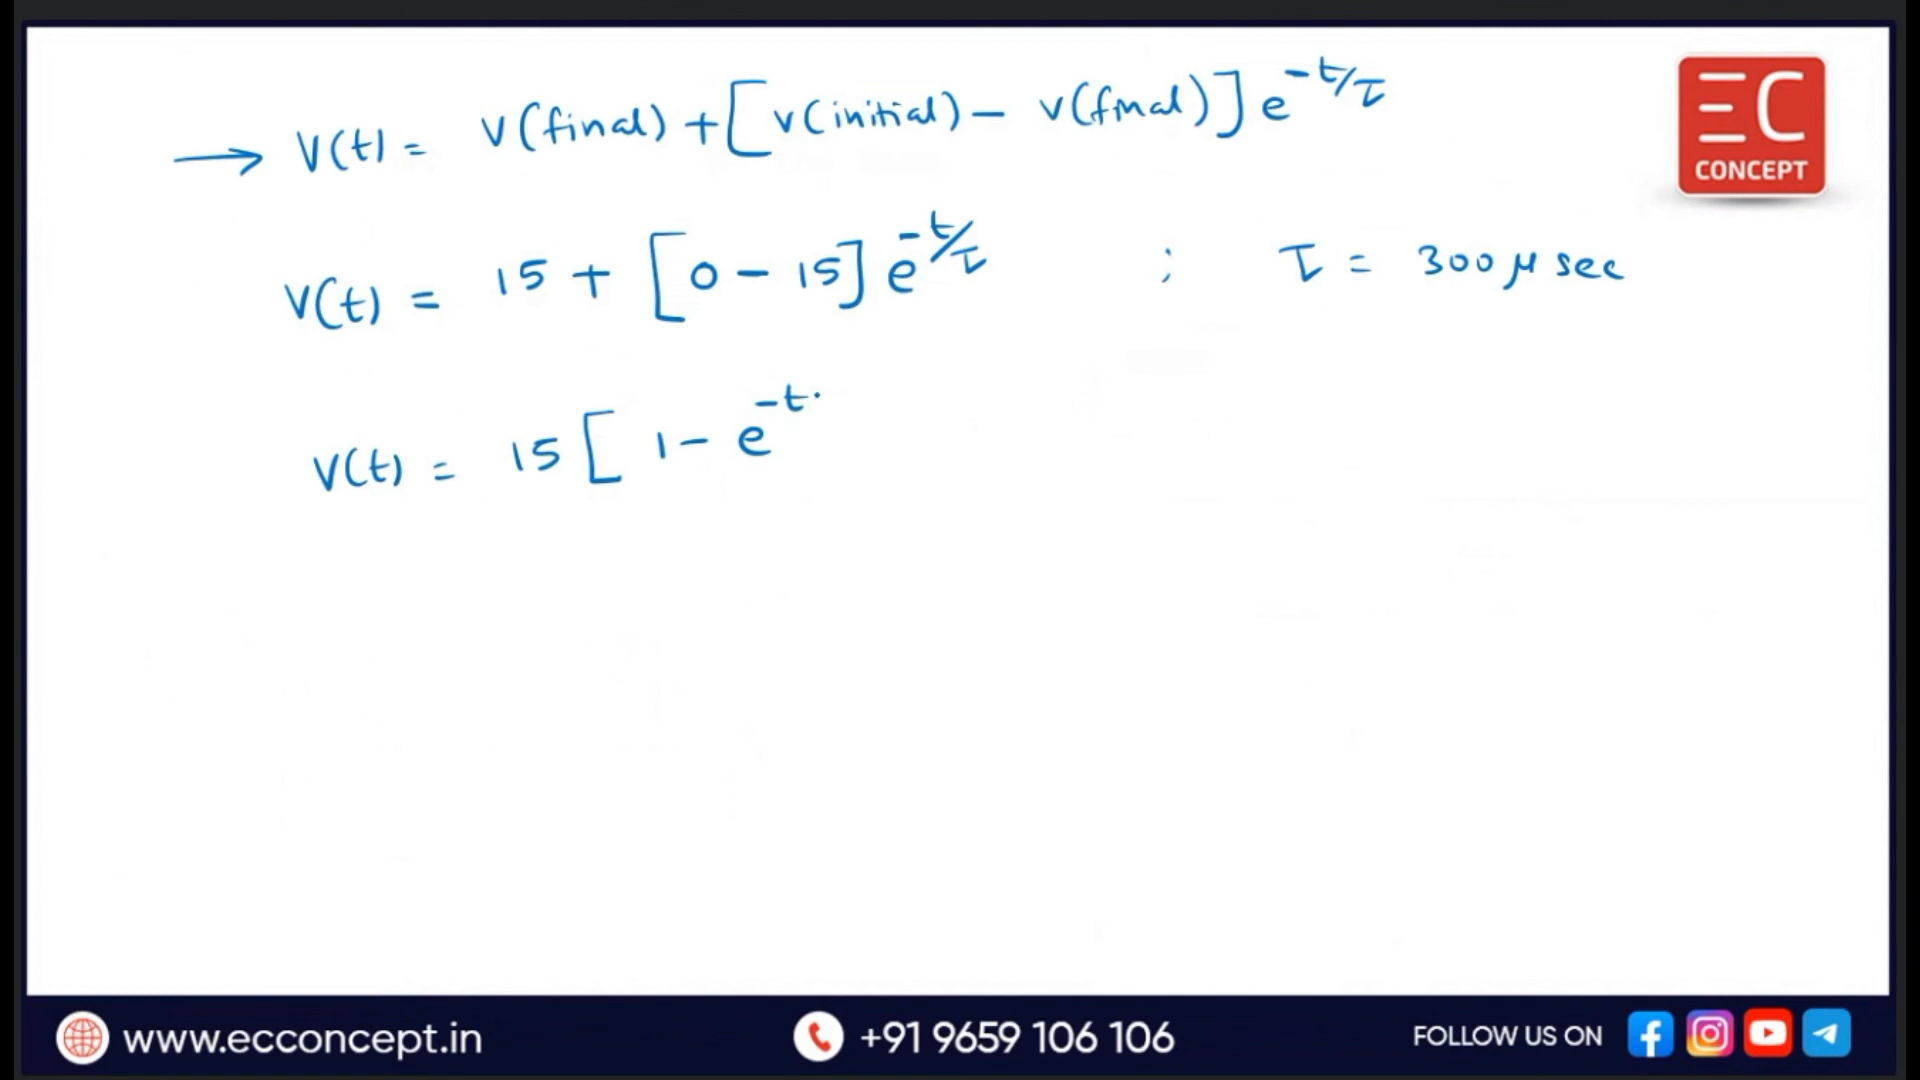 → V(t) = V(final) + [V(initial) - V(final)] e^-t/τ
V(t) = 15 + [0 - 15] e^-t/τ ; τ = 300 μ sec
V(t) = 15 [ 1 - e^-t
EC
CONCEPT
www.ecconcept.in +91 9659 106 106 FOLLOW US ON